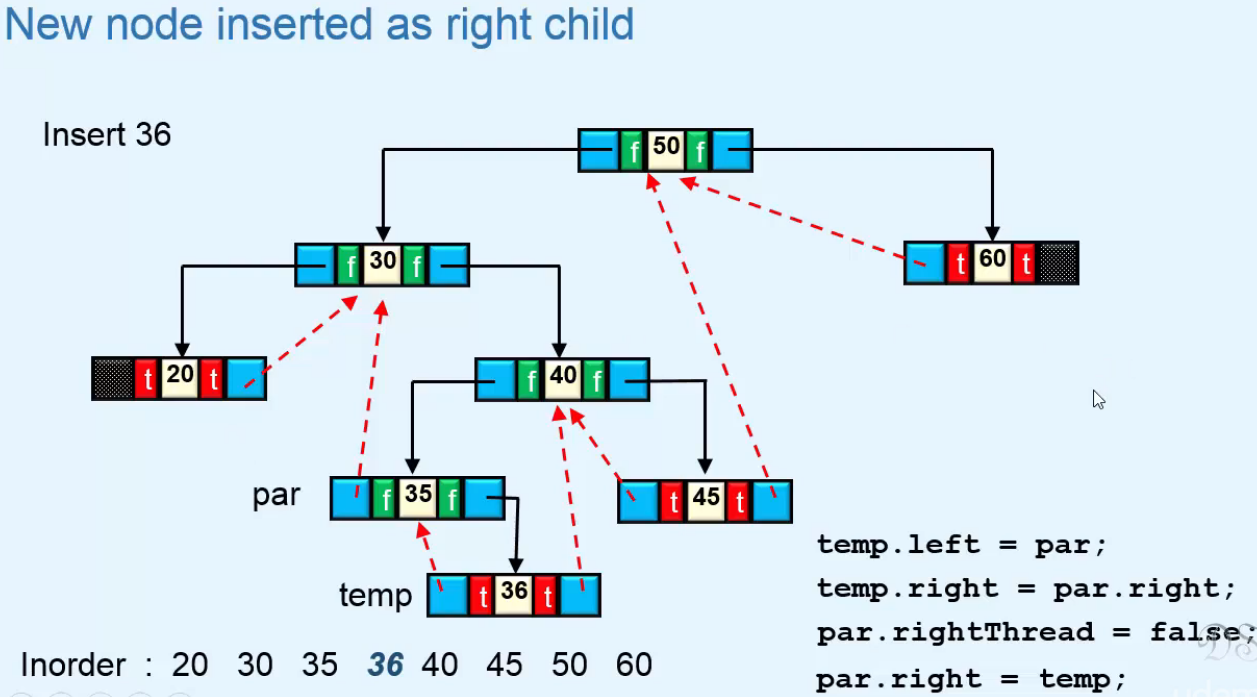 New node inserted as right child
Insert 36
f 50 f
f 30 f
t 60 t
t 20 t
f 40 f
par
f 35 f
t 45 t
temp
t 36 t
temp.left = par;
temp.right = par.right;
par.rightThread = false;
par.right = temp;
Inorder : 20 30 35 36 40 45 50 60